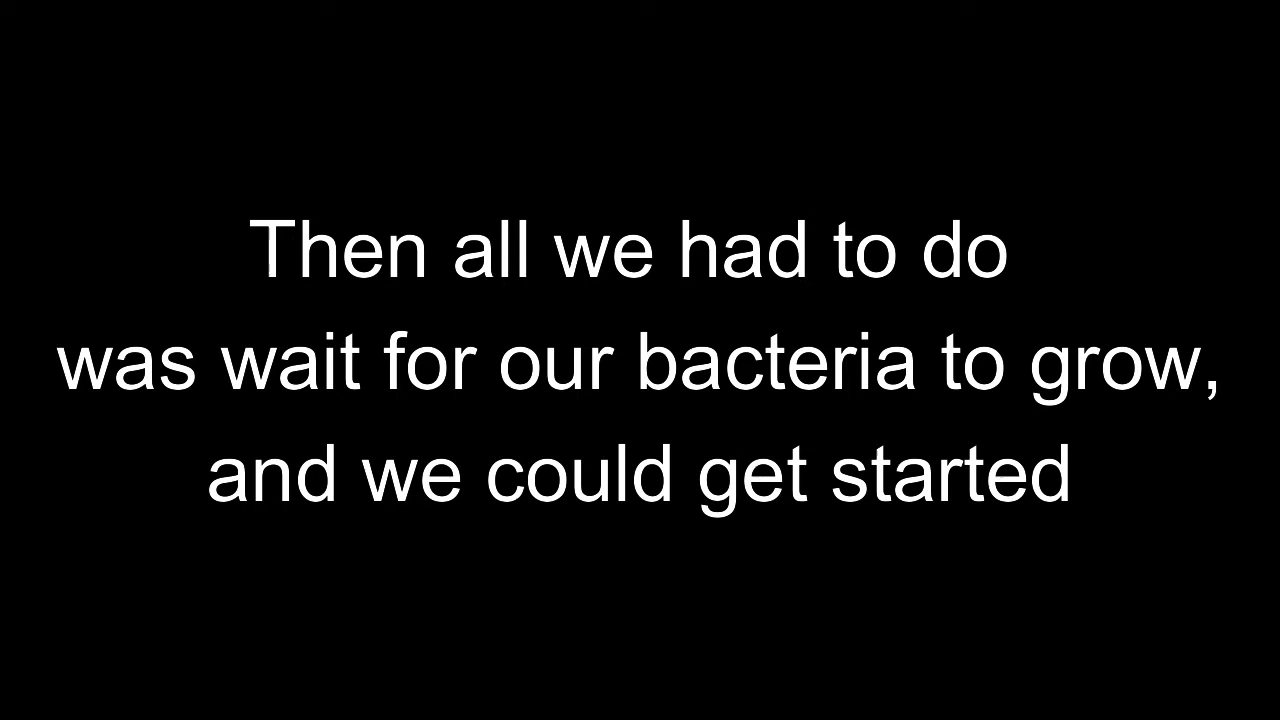 Then all we had to do
was wait for our bacteria to grow,
and we could get started